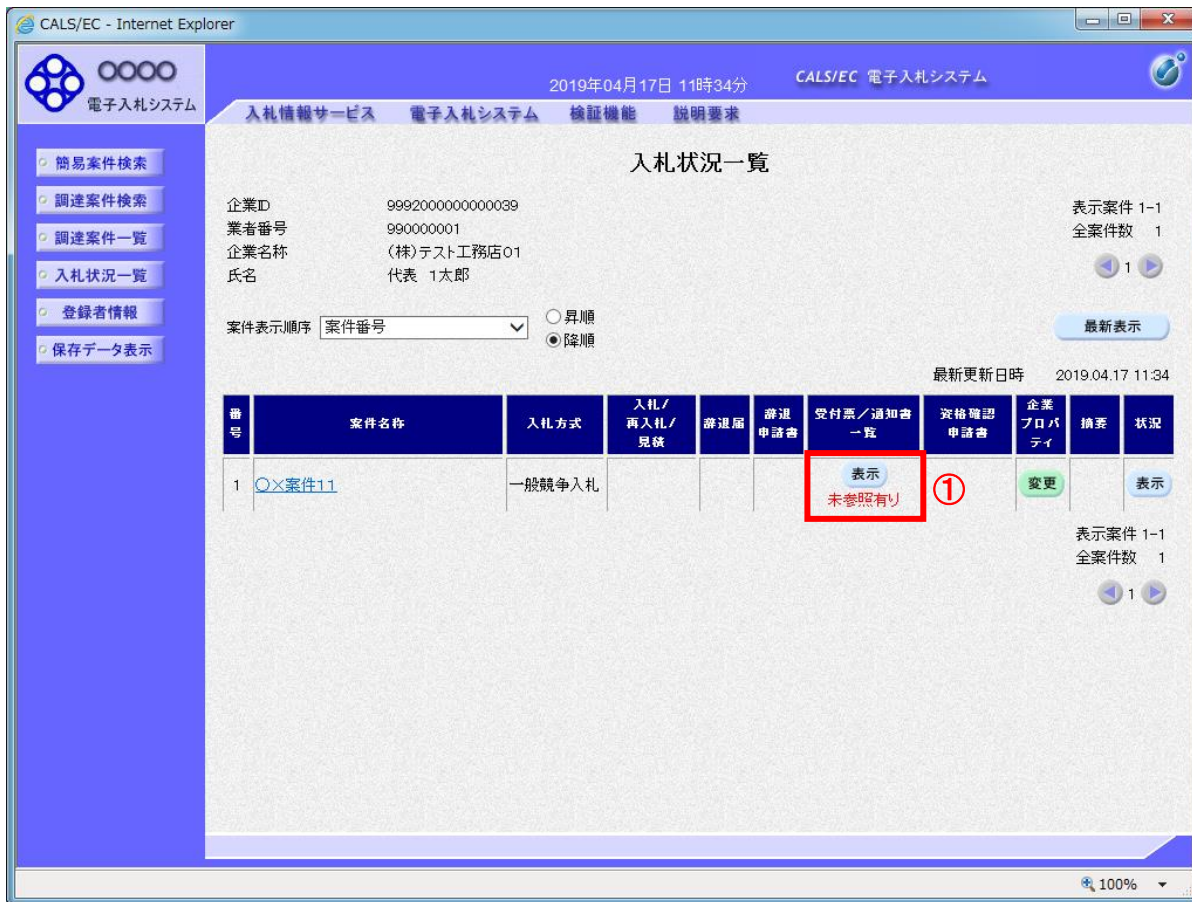 CALS/EC - Internet Explorer
OOOO
電子入札システム
2019年04月17日 11時34分
CALS/EC 電子入札システム
入札情報サービス 電子入札システム 検証機能 説明要求
簡易案件検索
調達案件検索
調達案件一覧
入札状況一覧
登録者情報
保存データ表示
入札状況一覧
企業ID 9992000000000039
業者番号 990000001
企業名称 (株)テスト工務店01
氏名 代表 1太郎
表示案件 1-1
全案件数 1
1
案件表示順序 案件番号
昇順
降順
最新表示
最新更新日時 2019.04.17 11:34
番号 案件名称 入札方式 入札/再入札/見積 辞退届 辞退申請書 受付票/通知書一覧 資格確認申請書 企業プロパティ 摘要 状況
1 〇×案件11 一般競争入札 表示 変更 表示
未参照有り
①
表示案件 1-1
全案件数 1
1
100%